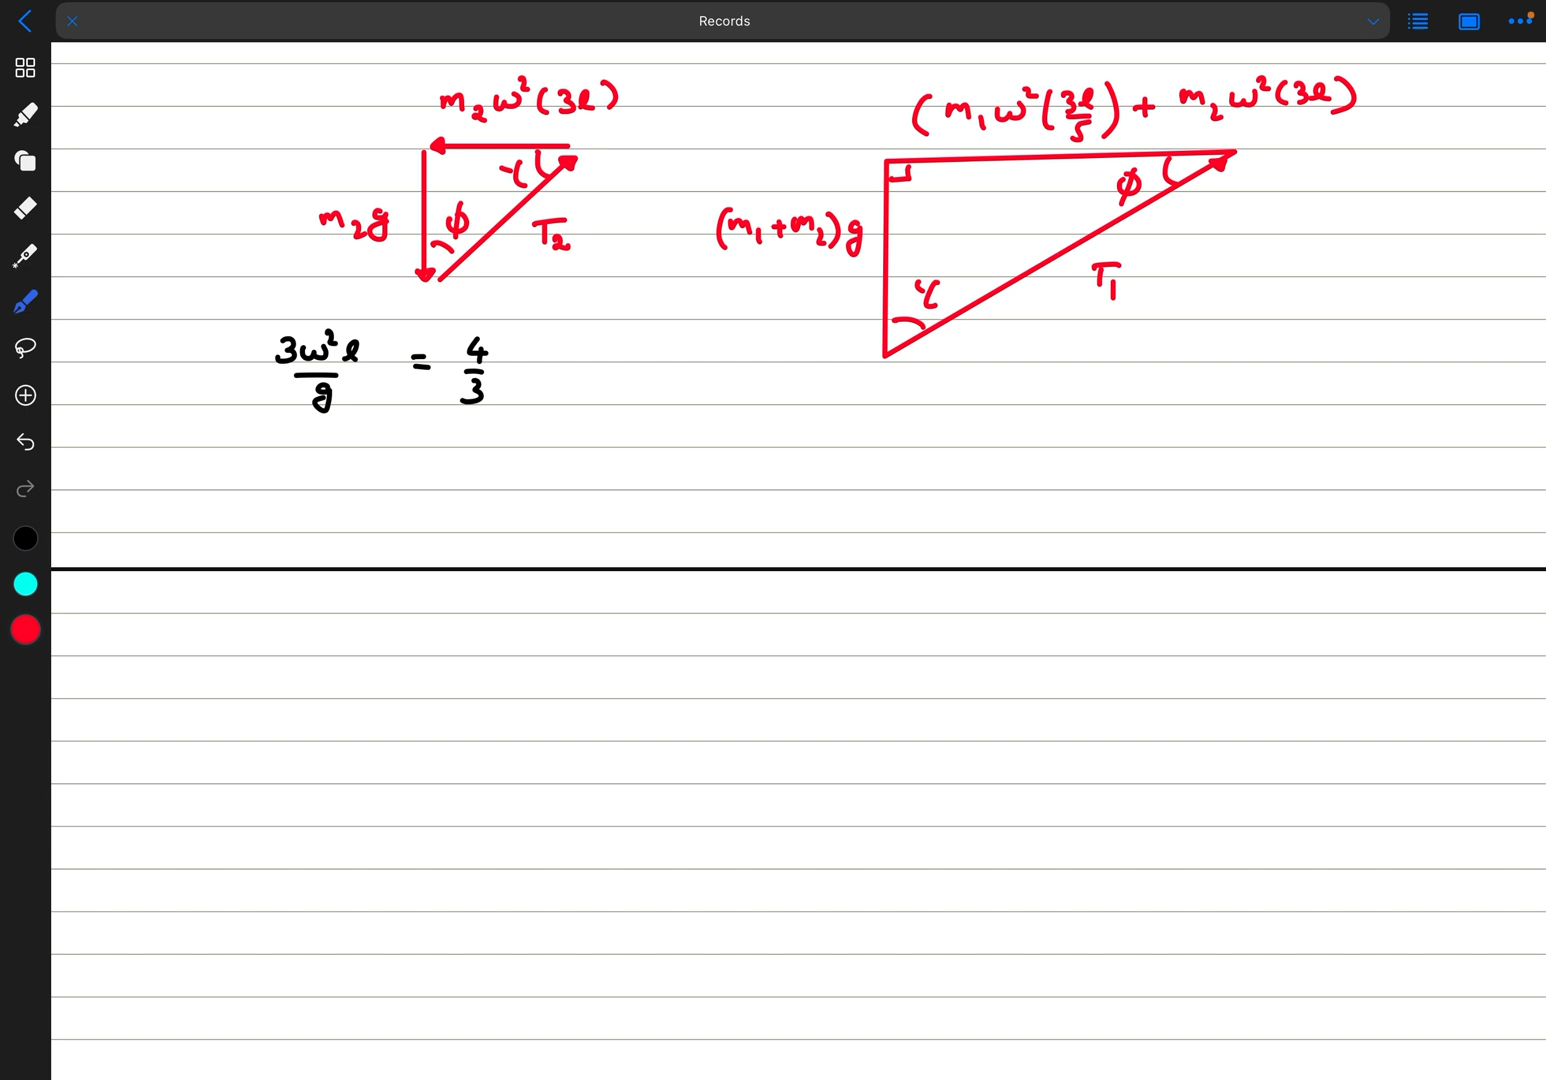 Records
m₂ω²(3l)
m₂g
φ
T₂
(m₁ω²(3l/5) + m₂ω²(3l)
(m₁+m₂)g
φ
T₁
3ω²l/g = 4/3